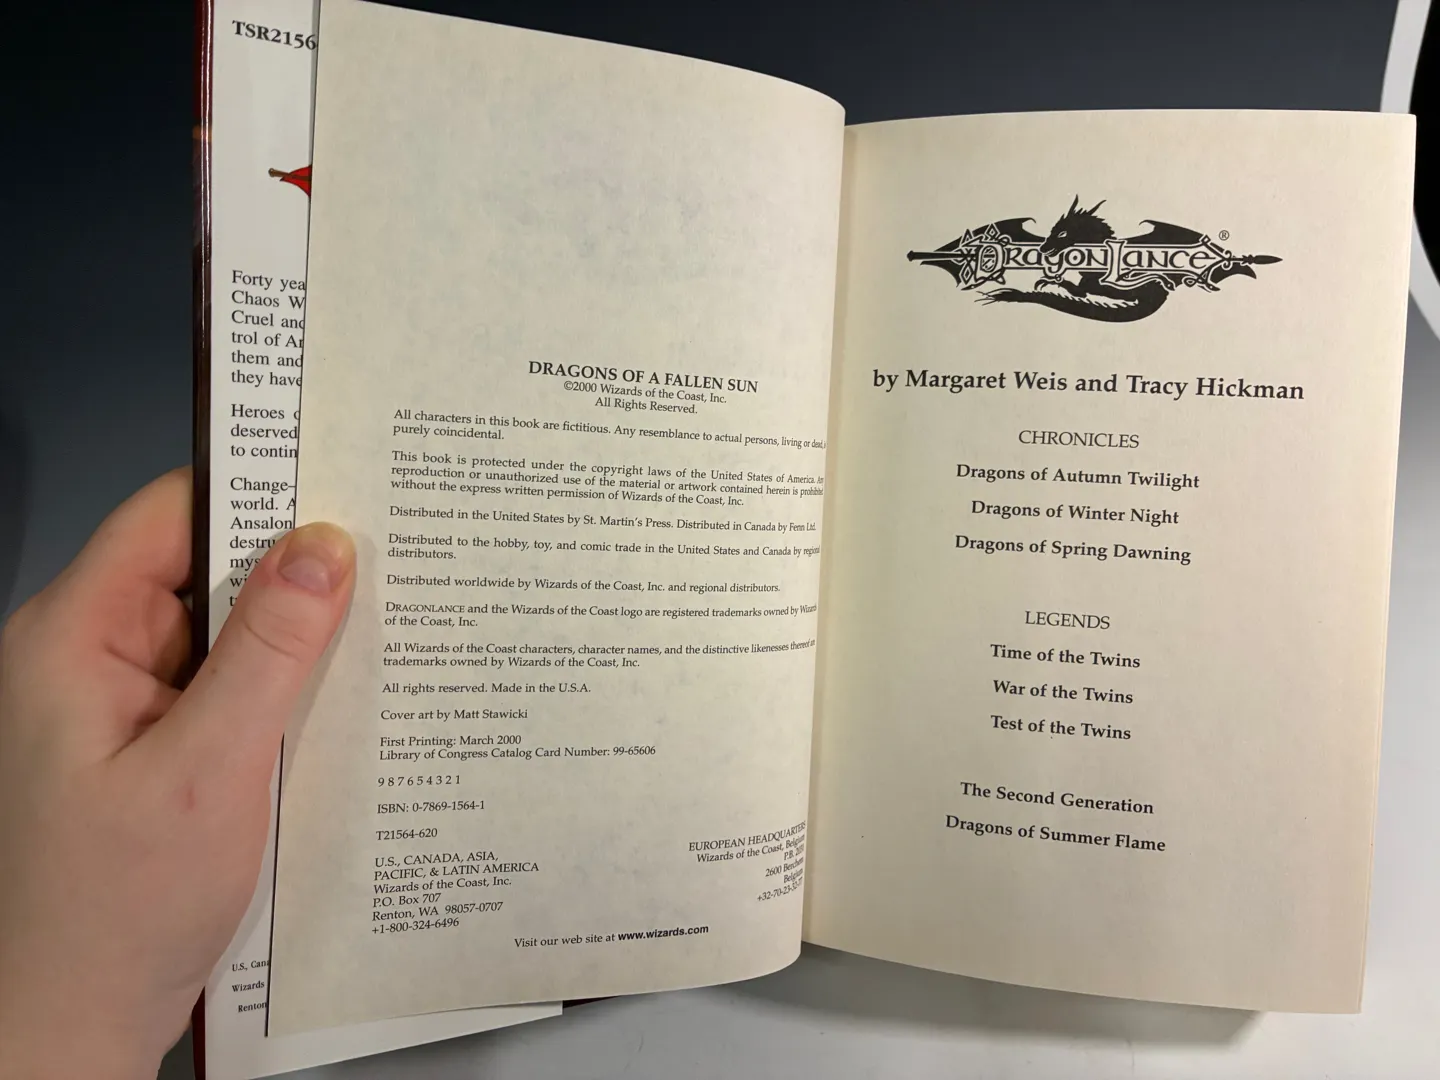 TSR2156
Forty yea
Chaos W
Cruel and
trol of A
them and
they have
Heroes
deserved
to contin
Change–
world. A
Ansalon
destru
mys
DRAGONS OF A FALLEN SUN
©2000 Wizards of the Coast, Inc.
All Rights Reserved.
All characters in this book are fictitious. Any resemblance to actual persons, living or dead,
purely coincidental.
This book is protected under the copyright laws of the United States of America.
reproduction or unauthorized use of the material or artwork contained herein is prohibited
without the express written permission of Wizards of the Coast, Inc.
Distributed in the United States by St. Martin's Press. Distributed in Canada by Fenn Ltd.
Distributed to the hobby, toy, and comic trade in the United States and Canada by regional
distributors.
Distributed worldwide by Wizards of the Coast, Inc. and regional distributors.
DRAGONLANCE and the Wizards of the Coast logo are registered trademarks owned by Wizards
of the Coast, Inc.
All Wizards of the Coast characters, character names, and the distinctive likenesses thereof are
trademarks owned by Wizards of the Coast, Inc.
All rights reserved. Made in the U.S.A.
Cover art by Matt Stawicki
First Printing: March 2000
Library of Congress Catalog Card Number: 99-65606
9 8 7 6 5 4 3 2 1
ISBN: 0-7869-1564-1
T21564-620
U.S., CANADA, ASIA,
PACIFIC, & LATIN AMERICA
Wizards of the Coast, Inc.
P.O. Box 707
Renton, WA 98057-0707
+1-800-324-6496
EUROPEAN HEADQUARTERS
Wizards of the Coast, Belgium
P.B.
2600 Berchem
Belgium
+32-70-23-32-77
Visit our web site at www.wizards.com
U.S., Can
Wizards
Renton
DRAGONLANCE®
by Margaret Weis and Tracy Hickman
CHRONICLES
Dragons of Autumn Twilight
Dragons of Winter Night
Dragons of Spring Dawning
LEGENDS
Time of the Twins
War of the Twins
Test of the Twins
The Second Generation
Dragons of Summer Flame